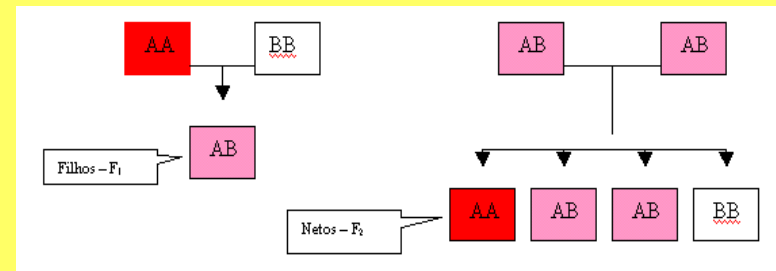 AA BB AB AB
AB
Filhos – F₁
AA AB AB BB
Netos – F₂